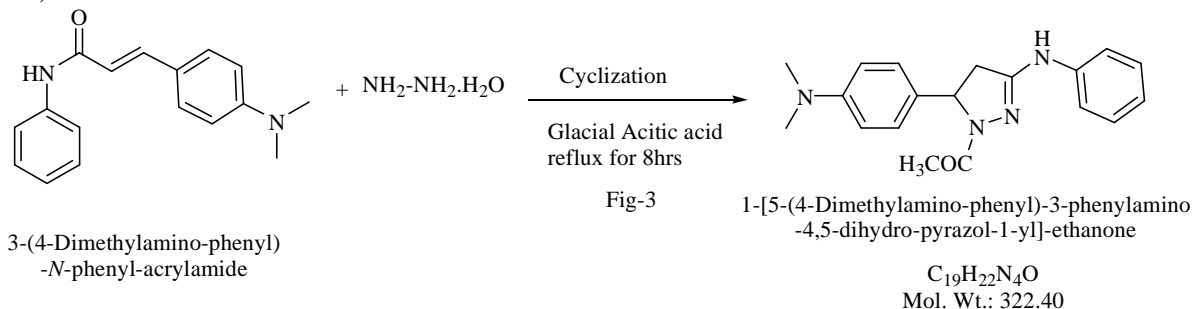 O
NH
N
+ NH2-NH2.H2O
Cyclization
Glacial Acitic acid
reflux for 8hrs
Fig-3
H
N
N
N
N
H3COC
3-(4-Dimethylamino-phenyl)
-N-phenyl-acrylamide
1-[5-(4-Dimethylamino-phenyl)-3-phenylamino
-4,5-dihydro-pyrazol-1-yl]-ethanone
C19H22N4O
Mol. Wt.: 322.40